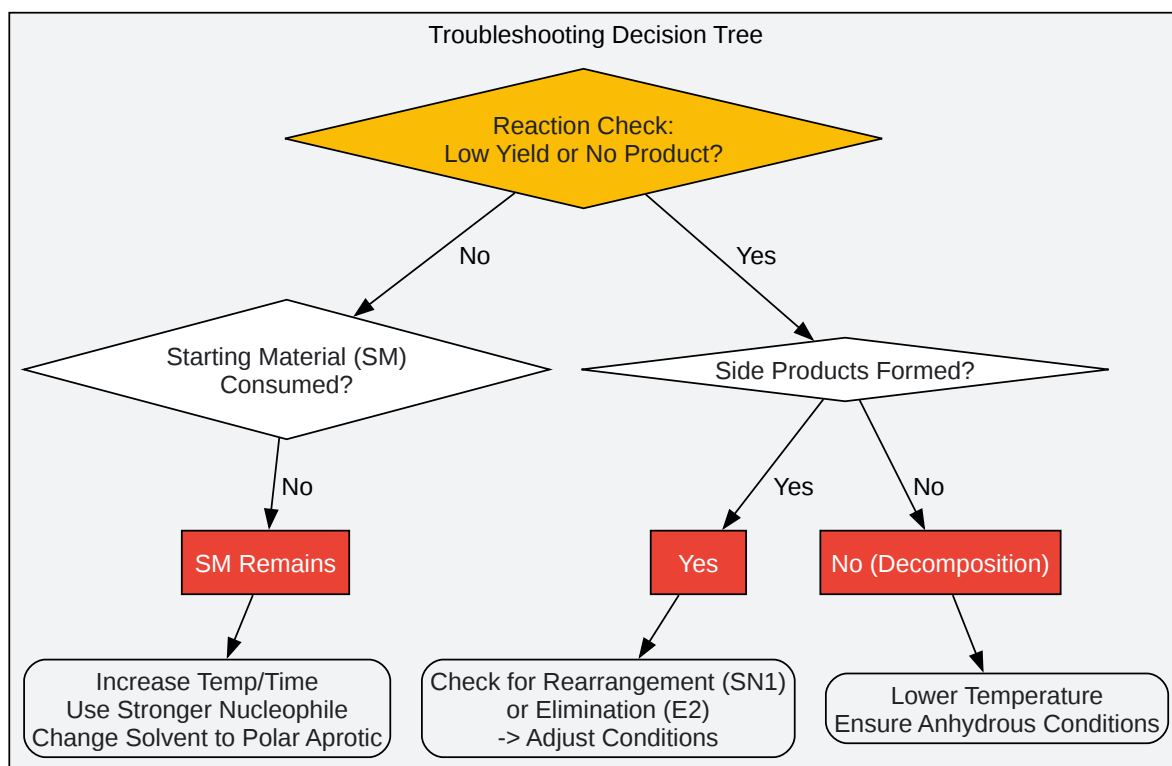 Troubleshooting Decision Tree
Reaction Check:
Low Yield or No Product?
No
Yes
Starting Material (SM)
Consumed?
Side Products Formed?
No
Yes
No
SM Remains
Yes
No (Decomposition)
Increase Temp/Time
Use Stronger Nucleophile
Change Solvent to Polar Aprotic
Check for Rearrangement (SN1)
or Elimination (E2)
-> Adjust Conditions
Lower Temperature
Ensure Anhydrous Conditions